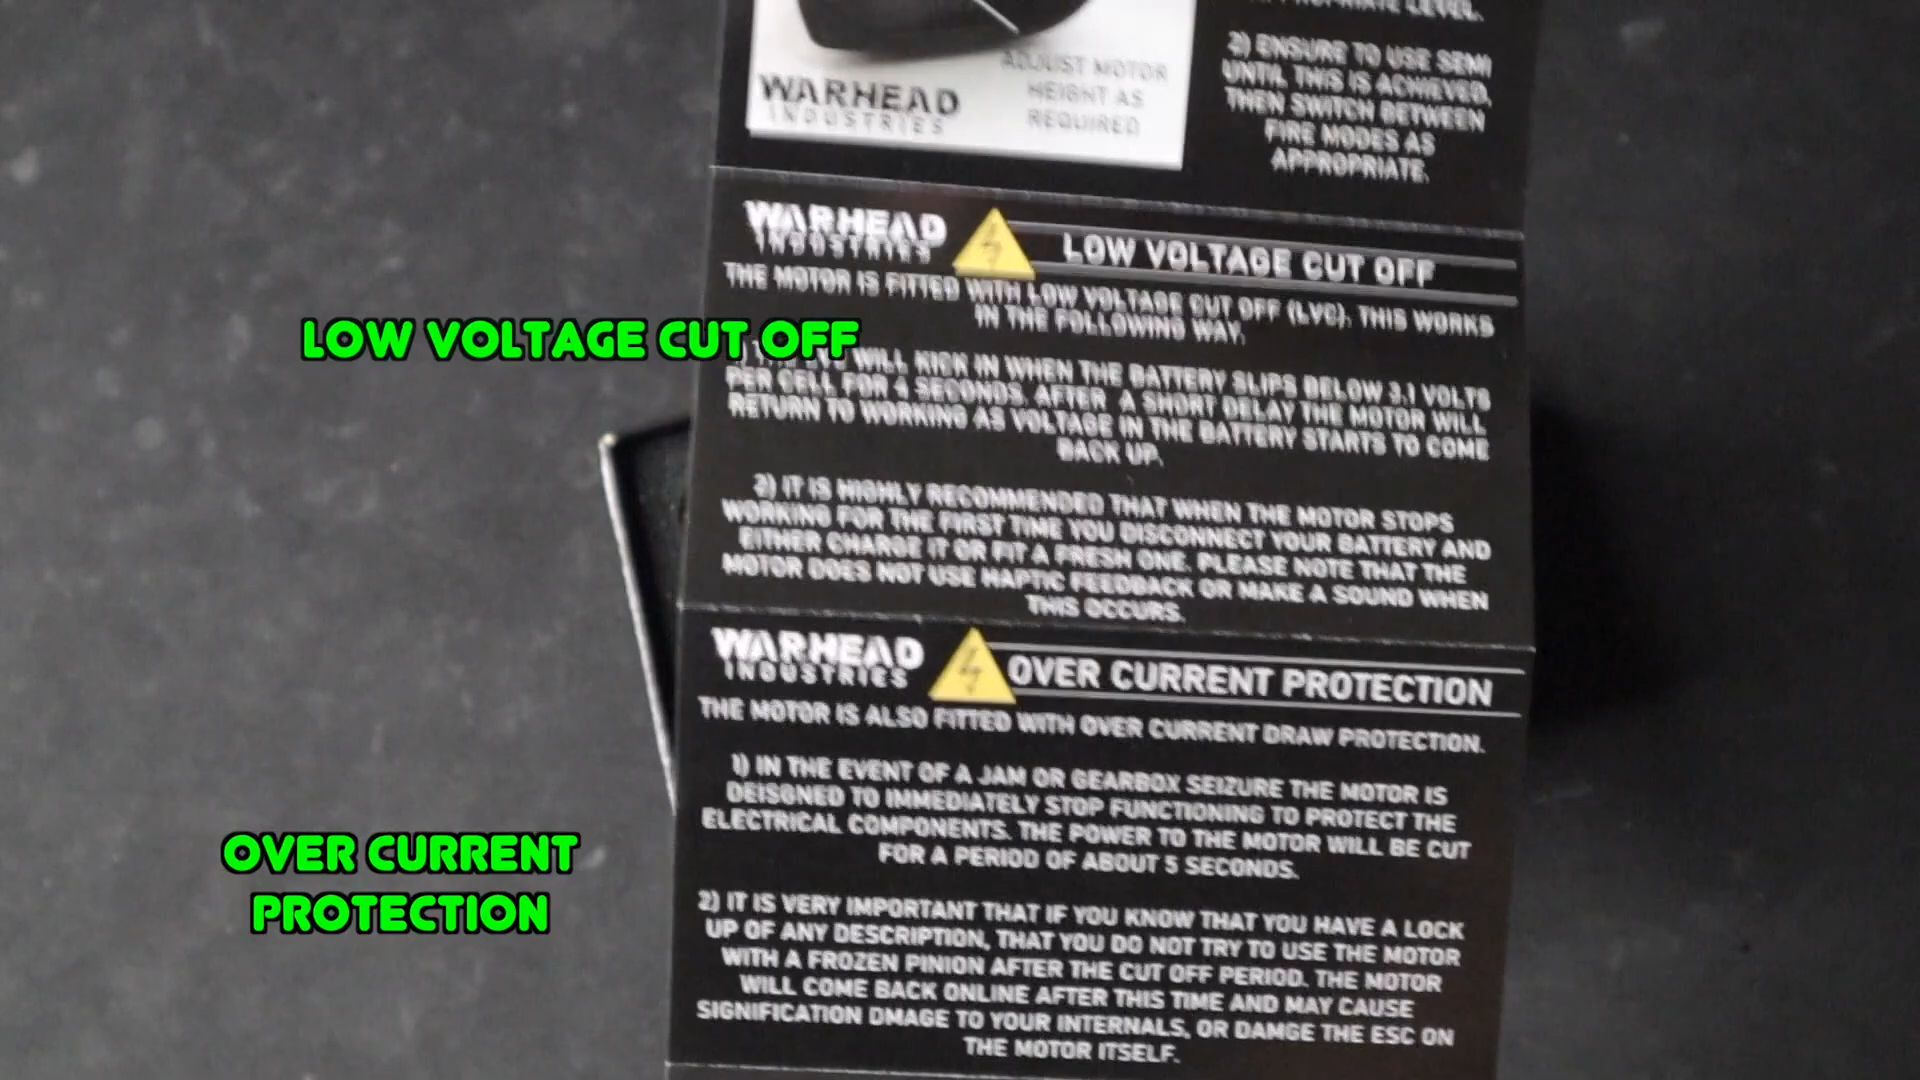 APPROPRIATE LEVEL.
2) ENSURE TO USE SEMI
UNTIL THIS IS ACHIEVED,
THEN SWITCH BETWEEN
FIRE MODES AS
APPROPRIATE.
ADJUST MOTOR
HEIGHT AS
REQUIRED
WARHEAD
INDUSTRIES
WARHEAD
INDUSTRIES
LOW VOLTAGE CUT OFF
THE MOTOR IS FITTED WITH LOW VOLTAGE CUT OFF (LVC). THIS WORKS
IN THE FOLLOWING WAY.
LOW VOLTAGE CUT OFF
WILL KICK IN WHEN THE BATTERY SLIPS BELOW 3.1 VOLTS
PER CELL FOR 4 SECONDS. AFTER A SHORT DELAY THE MOTOR WILL
RETURN TO WORKING AS VOLTAGE IN THE BATTERY STARTS TO COME
BACK UP.
2) IT IS HIGHLY RECOMMENDED THAT WHEN THE MOTOR STOPS
WORKING FOR THE FIRST TIME YOU DISCONNECT YOUR BATTERY AND
EITHER CHARGE IT OR FIT A FRESH ONE. PLEASE NOTE THAT THE
MOTOR DOES NOT USE HAPTIC FEEDBACK OR MAKE A SOUND WHEN
THIS OCCURS.
WARHEAD
INDUSTRIES
OVER CURRENT PROTECTION
THE MOTOR IS ALSO FITTED WITH OVER CURRENT DRAW PROTECTION.
1) IN THE EVENT OF A JAM OR GEARBOX SEIZURE THE MOTOR IS
DEISGNED TO IMMEDIATELY STOP FUNCTIONING TO PROTECT THE
ELECTRICAL COMPONENTS. THE POWER TO THE MOTOR WILL BE CUT
FOR A PERIOD OF ABOUT 5 SECONDS.
OVER CURRENT
PROTECTION
2) IT IS VERY IMPORTANT THAT IF YOU KNOW THAT YOU HAVE A LOCK
UP OF ANY DESCRIPTION, THAT YOU DO NOT TRY TO USE THE MOTOR
WITH A FROZEN PINION AFTER THE CUT OFF PERIOD. THE MOTOR
WILL COME BACK ONLINE AFTER THIS TIME AND MAY CAUSE
SIGNIFICATION DMAGE TO YOUR INTERNALS, OR DAMGE THE ESC ON
THE MOTOR ITSELF.